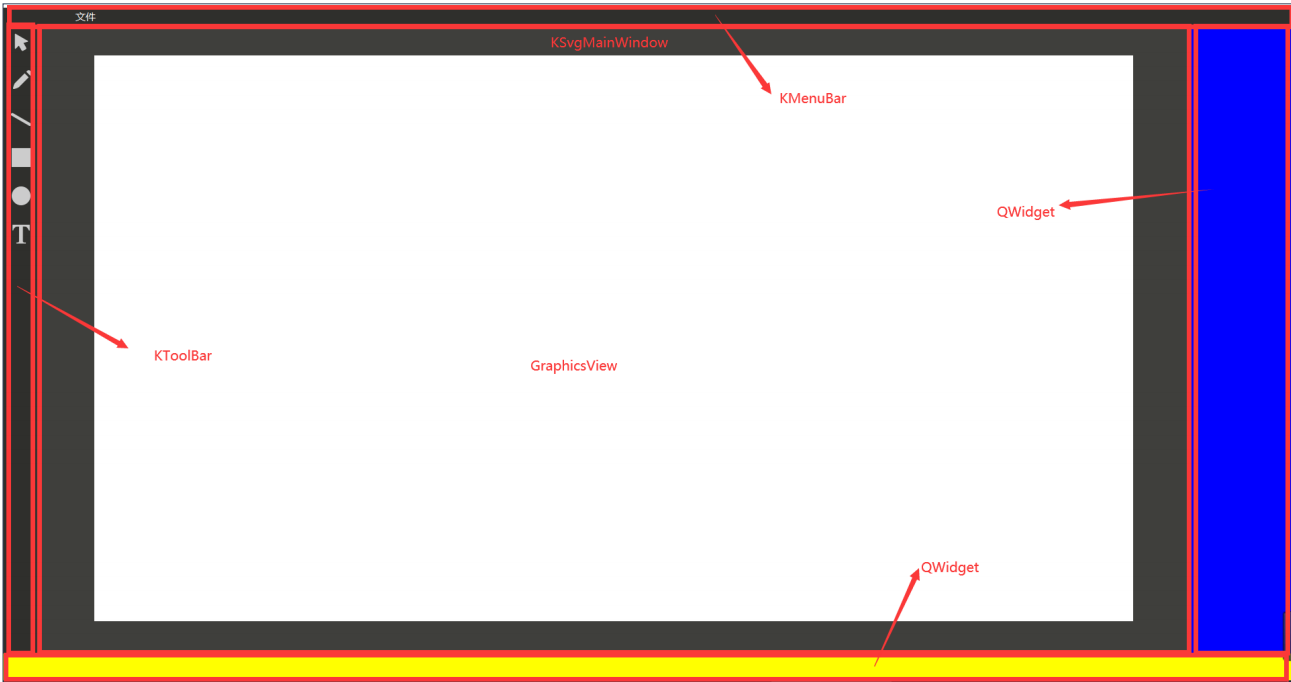 文件
KSvgMainWindow
KMenuBar
QWidget
T
KToolBar
GraphicsView
QWidget